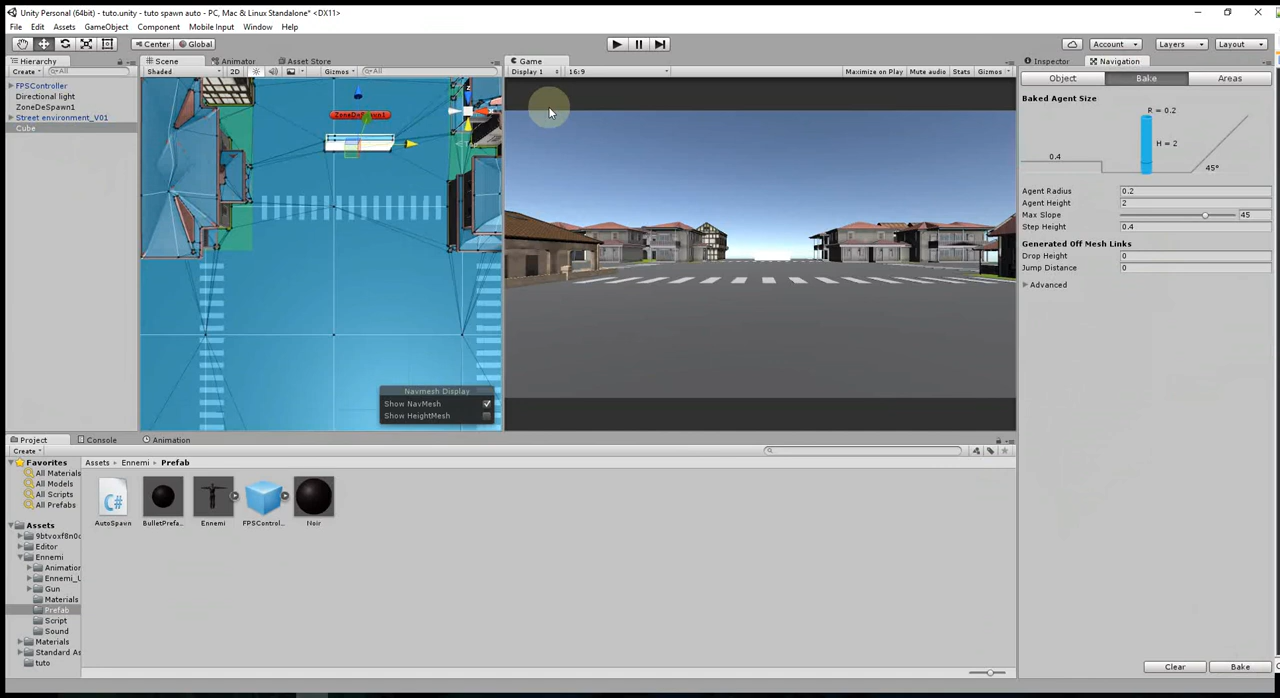 Unity Personal (64bit) - tuto.unity - tuto spawn auto - PC, Mac & Linux Standalone* <DX11>
File Edit Assets GameObject Component Mobile Input Window Help
Center Global Account Layers Layout
Hierarchy Scene Animator Asset Store Game Inspector Navigation
Create All Shaded 2D Gizmos All Display 1 16:9 Maximize on Play Mute audio Stats Gizmos Object Bake Areas
FPSController
Directional light
ZoneDeSpawn1
Street environment_V01
Cube
ZoneDeSpawn1
Baked Agent Size
R = 0.2
H = 2
0.4
45°
Agent Radius 0.2
Agent Height 2
Max Slope 45
Step Height 0.4
Generated Off Mesh Links
Drop Height 0
Jump Distance 0
Advanced
Navmesh Display
Show NavMesh
Show HeightMesh
Project Console Animation
Create
Favorites
All Materials
All Models
All Scripts
All Prefabs
Assets
9btvoxf8n0c
Editor
Ennemi
Animation
Ennemi_U
Gun
Materials
Prefab
Script
Sound
Materials
Standard As
tuto
Assets Ennemi Prefab
AutoSpawn BulletPrefa... Ennemi FPSControl... Noir
Clear Bake